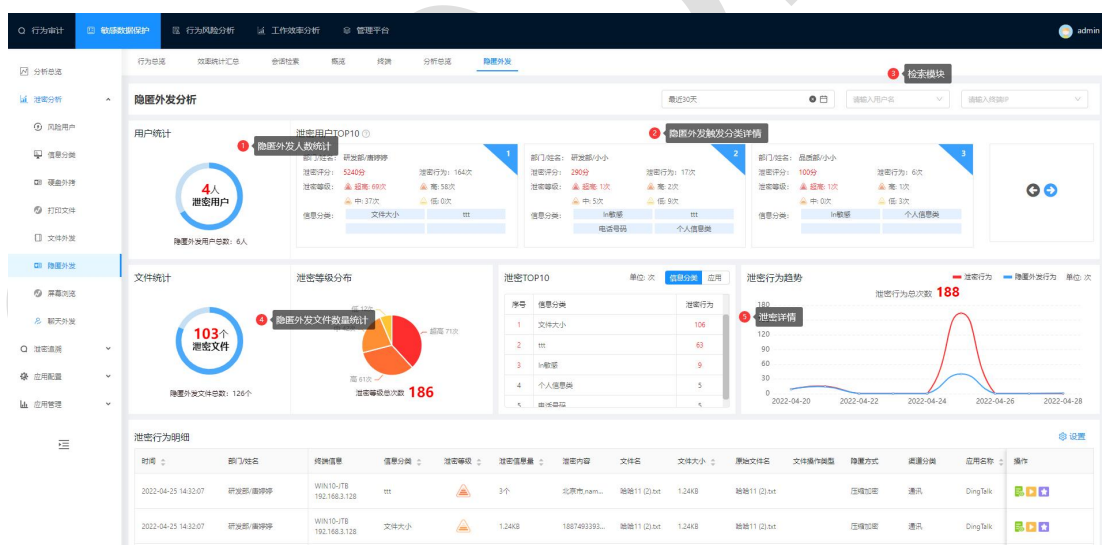 行为审计 敏感数据保护 行为风险分析 工作效率分析 管理平台 admin
行为总览 效率统计汇总 会话检索 概览 终端 分析总览 隐匿外发
分析总览
泄密分析
风险用户
信息分类
硬盘外拷
打印文件
文件外发
隐匿外发
屏幕浏览
聊天外发
泄密追溯
应用配置
应用管理
3 检索模块
隐匿外发分析 最近30天 请输入用户名 请输入终端IP
用户统计
1 隐匿外发人数统计
4人
泄密用户
隐匿外发用户总数：6人
泄密用户TOP10
2 隐匿外发触发分类详情
部门/姓名：研发部/唐婷婷 1
泄密评分：5240分 泄密行为：164次
泄密等级：超高: 69次 高: 58次
中: 37次 低: 0次
信息分类：文件大小 ttt
部门/姓名：研发部/小小 2
泄密评分：290分 泄密行为：17次
泄密等级：超高: 1次 高: 2次
中: 5次 低: 9次
信息分类：ln敏感 ttt
电话号码 个人信息类
部门/姓名：品质部/小小 3
泄密评分：100分 泄密行为：6次
泄密等级：超高: 1次 高: 1次
中: 0次 低: 3次
信息分类：ln敏感 个人信息类
文件统计
103个
泄密文件
隐匿外发文件总数：126个
泄密等级分布
4 隐匿外发文件数量统计
超高 71次
高 61次
泄密等级总次数 186
泄密TOP10 单位: 次 信息分类 应用
序号 信息分类 泄密行为
1 文件大小 106
2 ttt 63
3 ln敏感 9
4 个人信息类 5
5 电话号码 5
泄密行为趋势 泄密行为 隐匿外发行为 单位: 次
泄密行为总次数 188
5 泄密详情
180
120
90
60
30
0
2022-04-20 2022-04-22 2022-04-24 2022-04-26 2022-04-28
泄密行为明细 设置
时间 部门/姓名 终端信息 信息分类 泄密等级 泄密信息量 泄密内容 文件名 文件大小 原始文件名 文件操作类型 隐匿方式 渠道分类 应用名称 操作
2022-04-25 14:32:07 研发部/唐婷婷 WIN10-JTB 192.168.3.128 ttt 3个 北京市,nam... 哈哈11 (2).txt 1.24KB 哈哈11 (2).txt 压缩加密 通讯 DingTalk
2022-04-25 14:32:07 研发部/唐婷婷 WIN10-JTB 192.168.3.128 文件大小 1.24KB 1887493393... 哈哈11 (2).txt 1.24KB 哈哈11 (2).txt 压缩加密 通讯 DingTalk